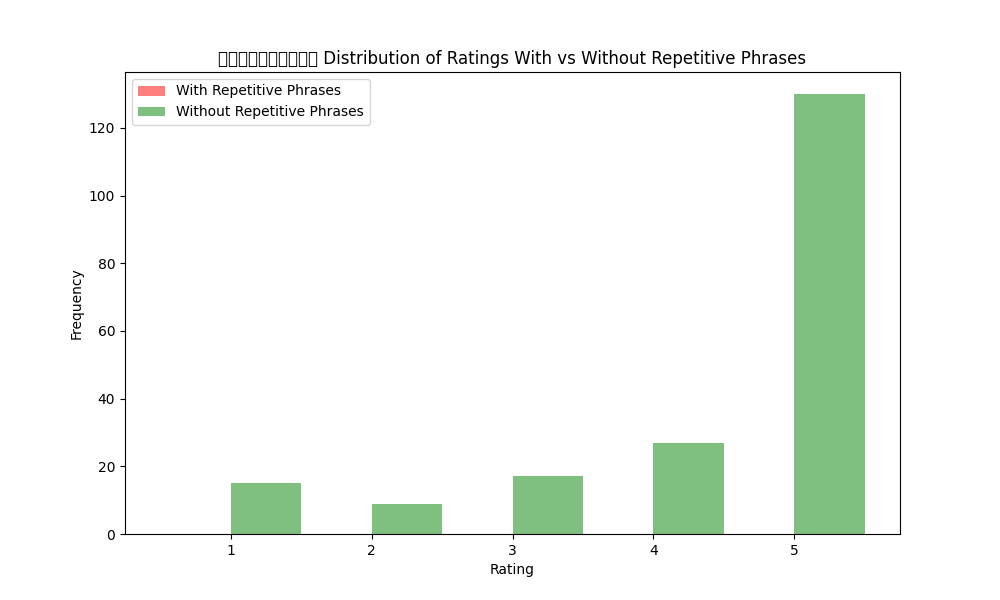 Distribution of Ratings With vs Without Repetitive Phrases
With Repetitive Phrases
Without Repetitive Phrases
120
100
80
60
40
20
0
Frequency
1 2 3 4 5
Rating